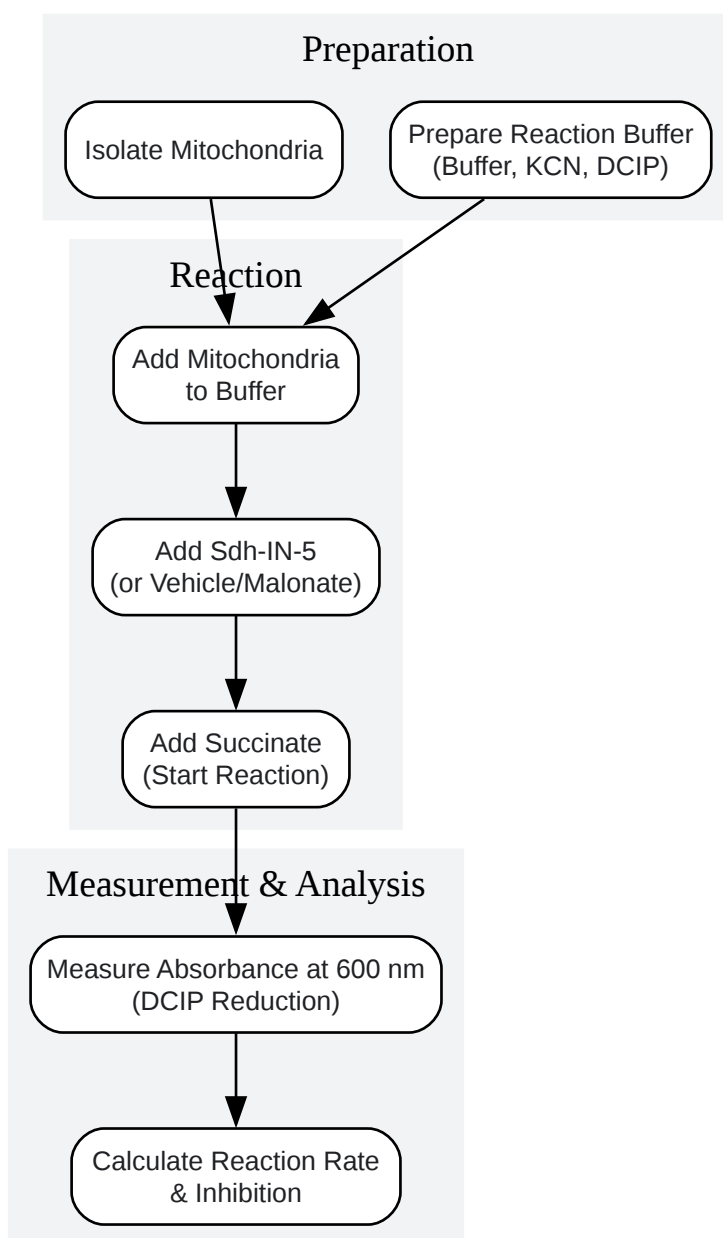 Preparation
Isolate Mitochondria
Prepare Reaction Buffer
(Buffer, KCN, DCIP)
Reaction
Add Mitochondria
to Buffer
Add Sdh-IN-5
(or Vehicle/Malonate)
Add Succinate
(Start Reaction)
Measurement & Analysis
Measure Absorbance at 600 nm
(DCIP Reduction)
Calculate Reaction Rate
& Inhibition